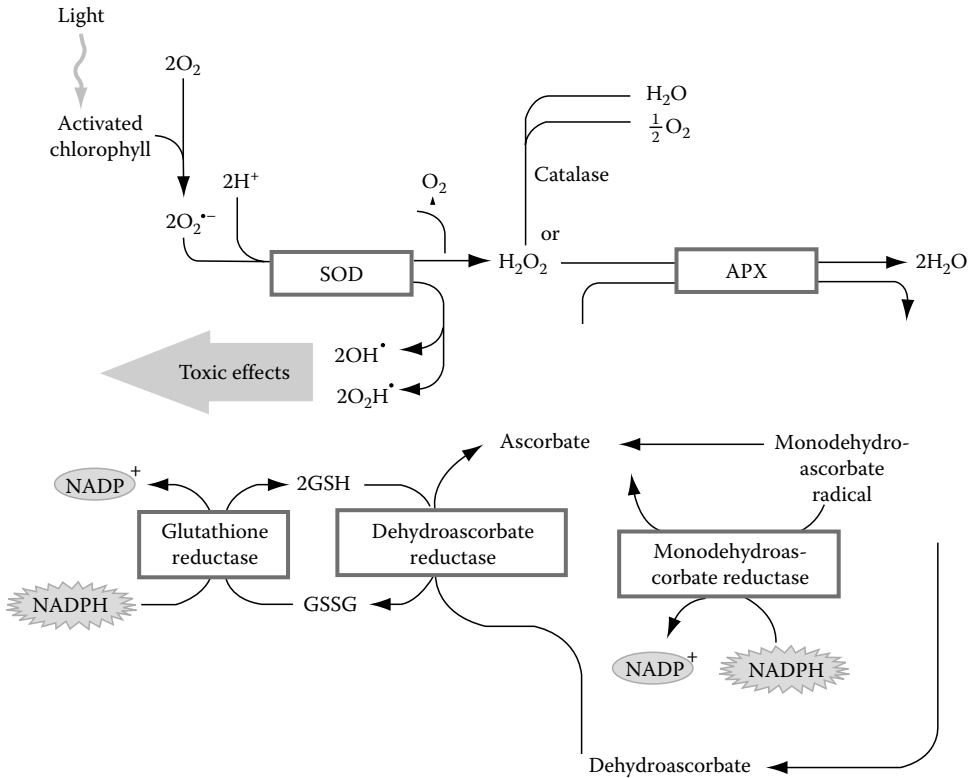 Light
2O₂
Activated
chlorophyll
2H⁺
2O₂•−
SOD
O₂
H₂O
½O₂
Catalase
or
H₂O₂
APX
2H₂O
2OH•
2O₂H•
Toxic effects
Ascorbate
Monodehydro-
ascorbate
radical
NADP+
2GSH
Glutathione
reductase
Dehydroascorbate
reductase
Monodehydroas-
corbate reductase
NADPH
GSSG
NADP+
NADPH
Dehydroascorbate